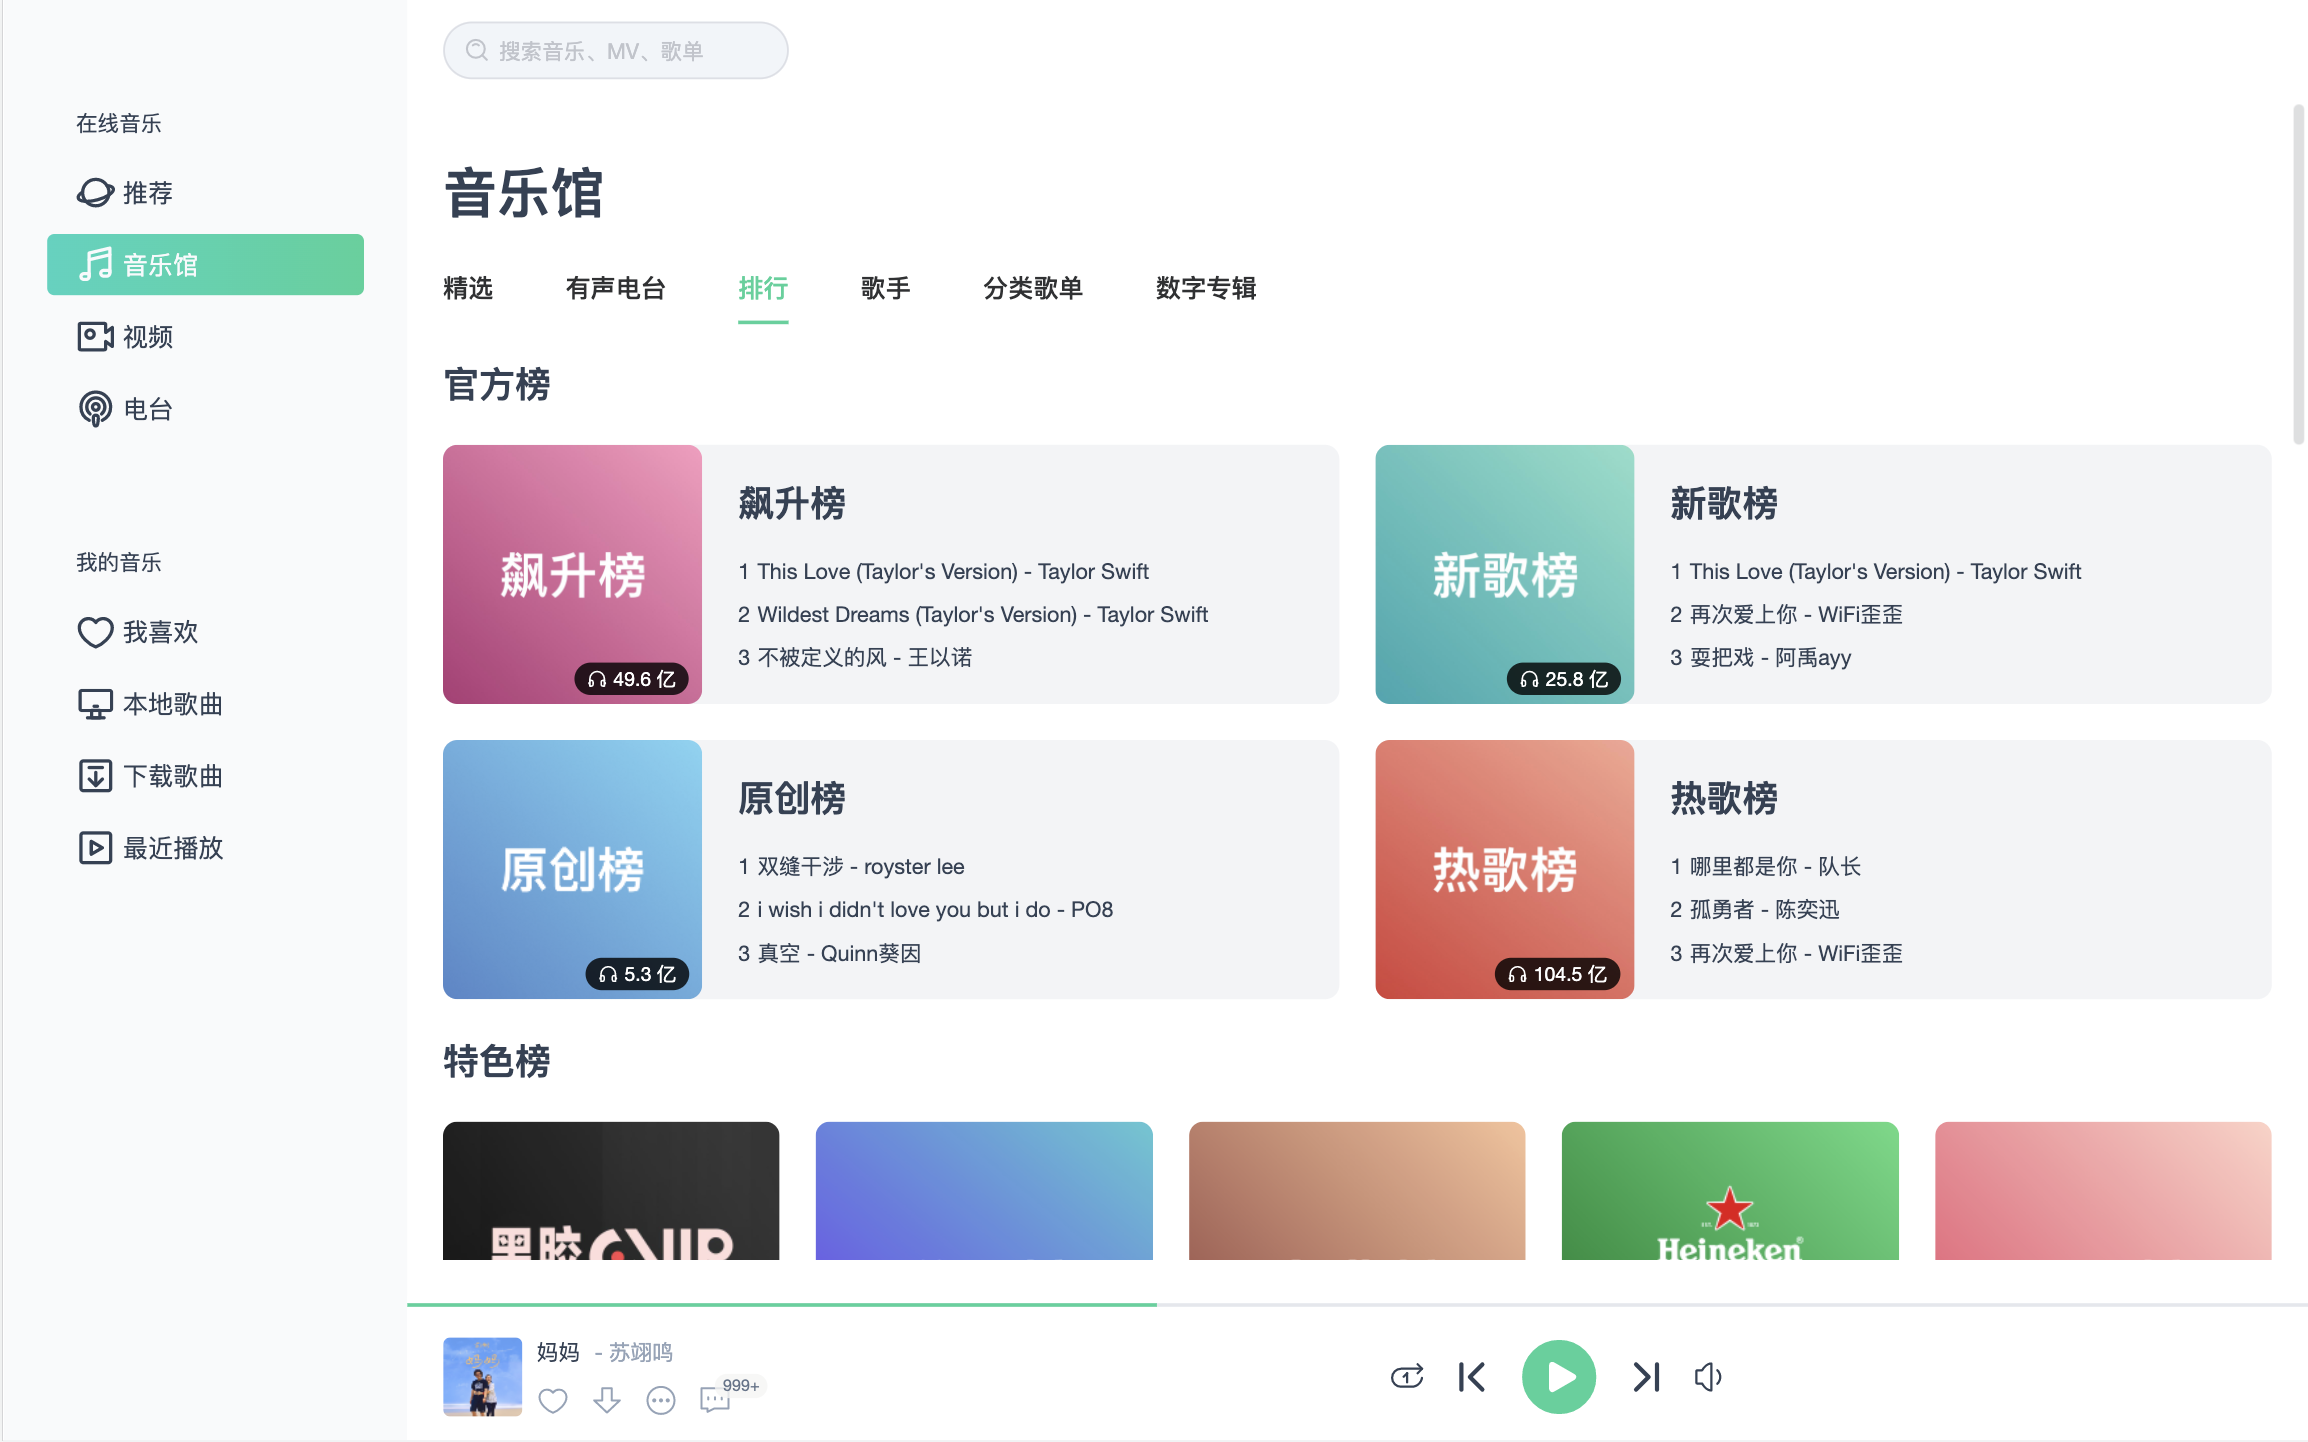 搜索音乐、MV、歌单
在线音乐
推荐
音乐馆
视频
电台
我的音乐
我喜欢
本地歌曲
下载歌曲
最近播放
音乐馆
精选 有声电台 排行 歌手 分类歌单 数字专辑
官方榜
飙升榜
49.6 亿
飙升榜
1 This Love (Taylor's Version) - Taylor Swift
2 Wildest Dreams (Taylor's Version) - Taylor Swift
3 不被定义的风 - 王以诺
新歌榜
25.8 亿
新歌榜
1 This Love (Taylor's Version) - Taylor Swift
2 再次爱上你 - WiFi歪歪
3 耍把戏 - 阿禹ayy
原创榜
5.3 亿
原创榜
1 双缝干涉 - royster lee
2 i wish i didn't love you but i do - PO8
3 真空 - Quinn葵因
热歌榜
104.5 亿
热歌榜
1 哪里都是你 - 队长
2 孤勇者 - 陈奕迅
3 再次爱上你 - WiFi歪歪
特色榜
黑胶VIP
Heineken
妈妈 - 苏翊鸣
999+
1